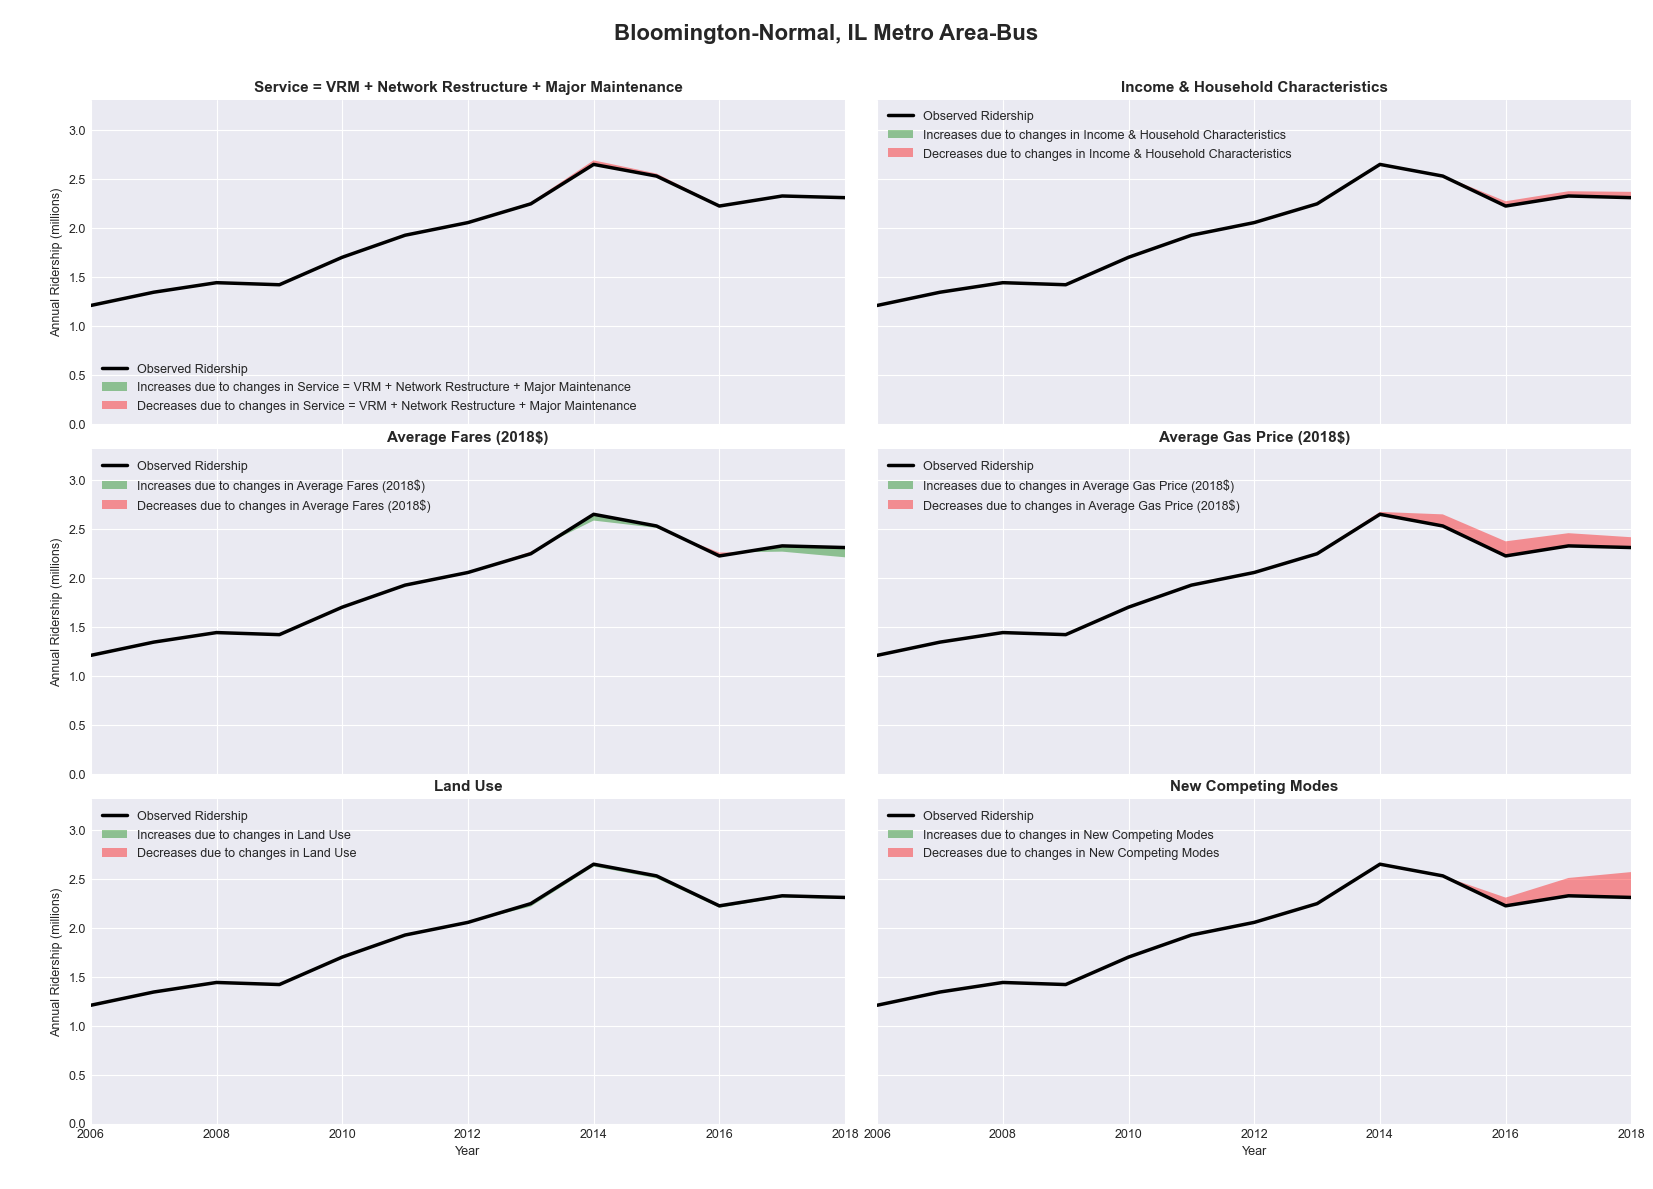 Bloomington-Normal, IL Metro Area-Bus
Service = VRM + Network Restructure + Major Maintenance
3.0
2.5
2.0
1.5
1.0
0.5
0.0
Annual Ridership (millions)
Observed Ridership
Increases due to changes in Service = VRM + Network Restructure + Major Maintenance
Decreases due to changes in Service = VRM + Network Restructure + Major Maintenance
Income & Household Characteristics
Observed Ridership
Increases due to changes in Income & Household Characteristics
Decreases due to changes in Income & Household Characteristics
Average Fares (2018$)
Observed Ridership
Increases due to changes in Average Fares (2018$)
Decreases due to changes in Average Fares (2018$)
3.0
2.5
2.0
1.5
1.0
0.5
0.0
Annual Ridership (millions)
Average Gas Price (2018$)
Observed Ridership
Increases due to changes in Average Gas Price (2018$)
Decreases due to changes in Average Gas Price (2018$)
Land Use
Observed Ridership
Increases due to changes in Land Use
Decreases due to changes in Land Use
3.0
2.5
2.0
1.5
1.0
0.5
0.0
Annual Ridership (millions)
2006 2008 2010 2012 2014 2016 2018
Year
New Competing Modes
Observed Ridership
Increases due to changes in New Competing Modes
Decreases due to changes in New Competing Modes
2006 2008 2010 2012 2014 2016 2018
Year